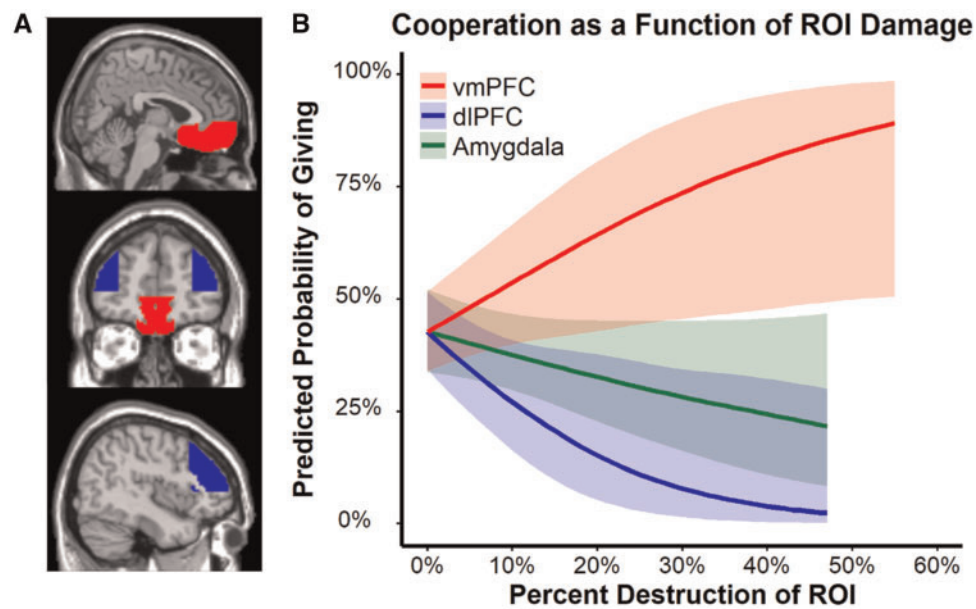 A
B
Cooperation as a Function of ROI Damage
Predicted Probability of Giving
100%
75%
50%
25%
0%
vmPFC
dlPFC
Amygdala
0%
10%
20%
30%
40%
50%
60%
Percent Destruction of ROI